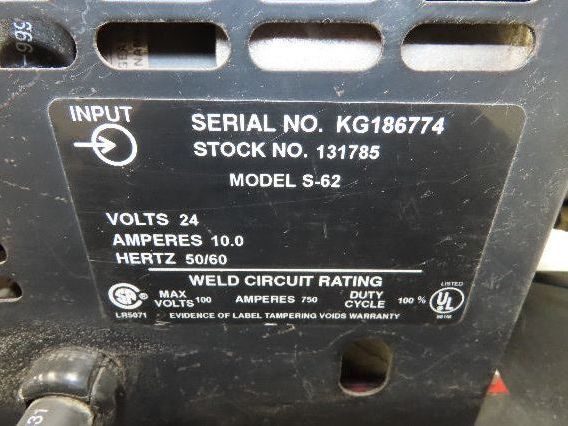 INPUT
SERIAL NO. KG186774
STOCK NO. 131785
MODEL S-62
VOLTS 24
AMPERES 10.0
HERTZ 50/60
WELD CIRCUIT RATING
MAX VOLTS 100 AMPERES 750 DUTY CYCLE 100 %
LISTED
UL
LR5071 EVIDENCE OF LABEL TAMPERING VOIDS WARRANTY